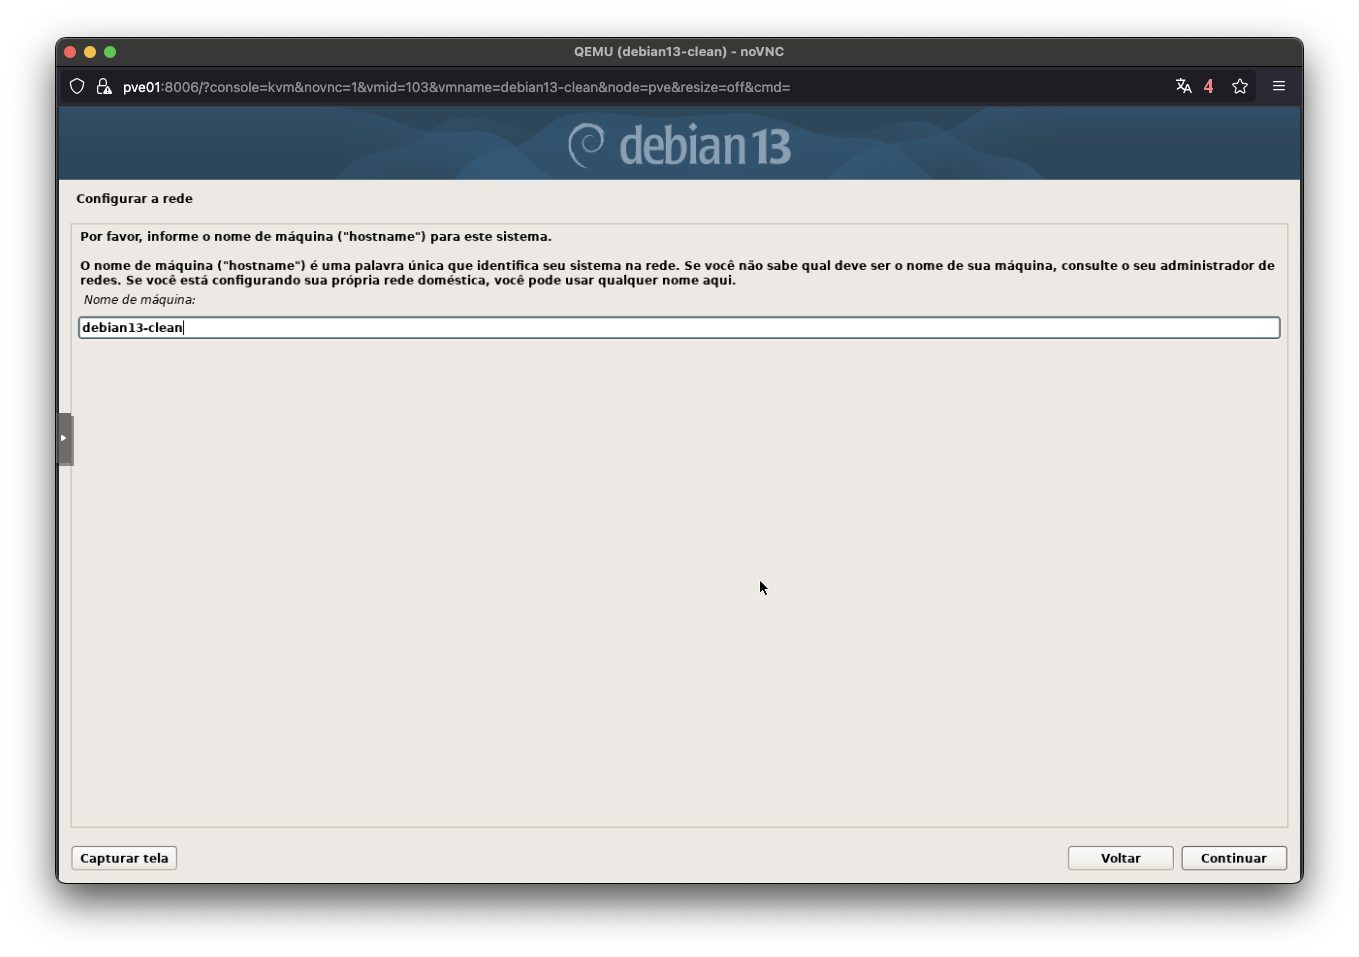 QEMU (debian13-clean) - noVNC
pve01:8006/?console=kvm&novnc=1&vmid=103&vmname=debian13-clean&node=pve&resize=off&cmd=
4
debian 13
Configurar a rede
Por favor, informe o nome de máquina ("hostname") para este sistema.
O nome de máquina ("hostname") é uma palavra única que identifica seu sistema na rede. Se você não sabe qual deve ser o nome de sua máquina, consulte o seu administrador de
redes. Se você está configurando sua própria rede doméstica, você pode usar qualquer nome aqui.
Nome de máquina:
debian13-clean
Capturar tela
Voltar
Continuar